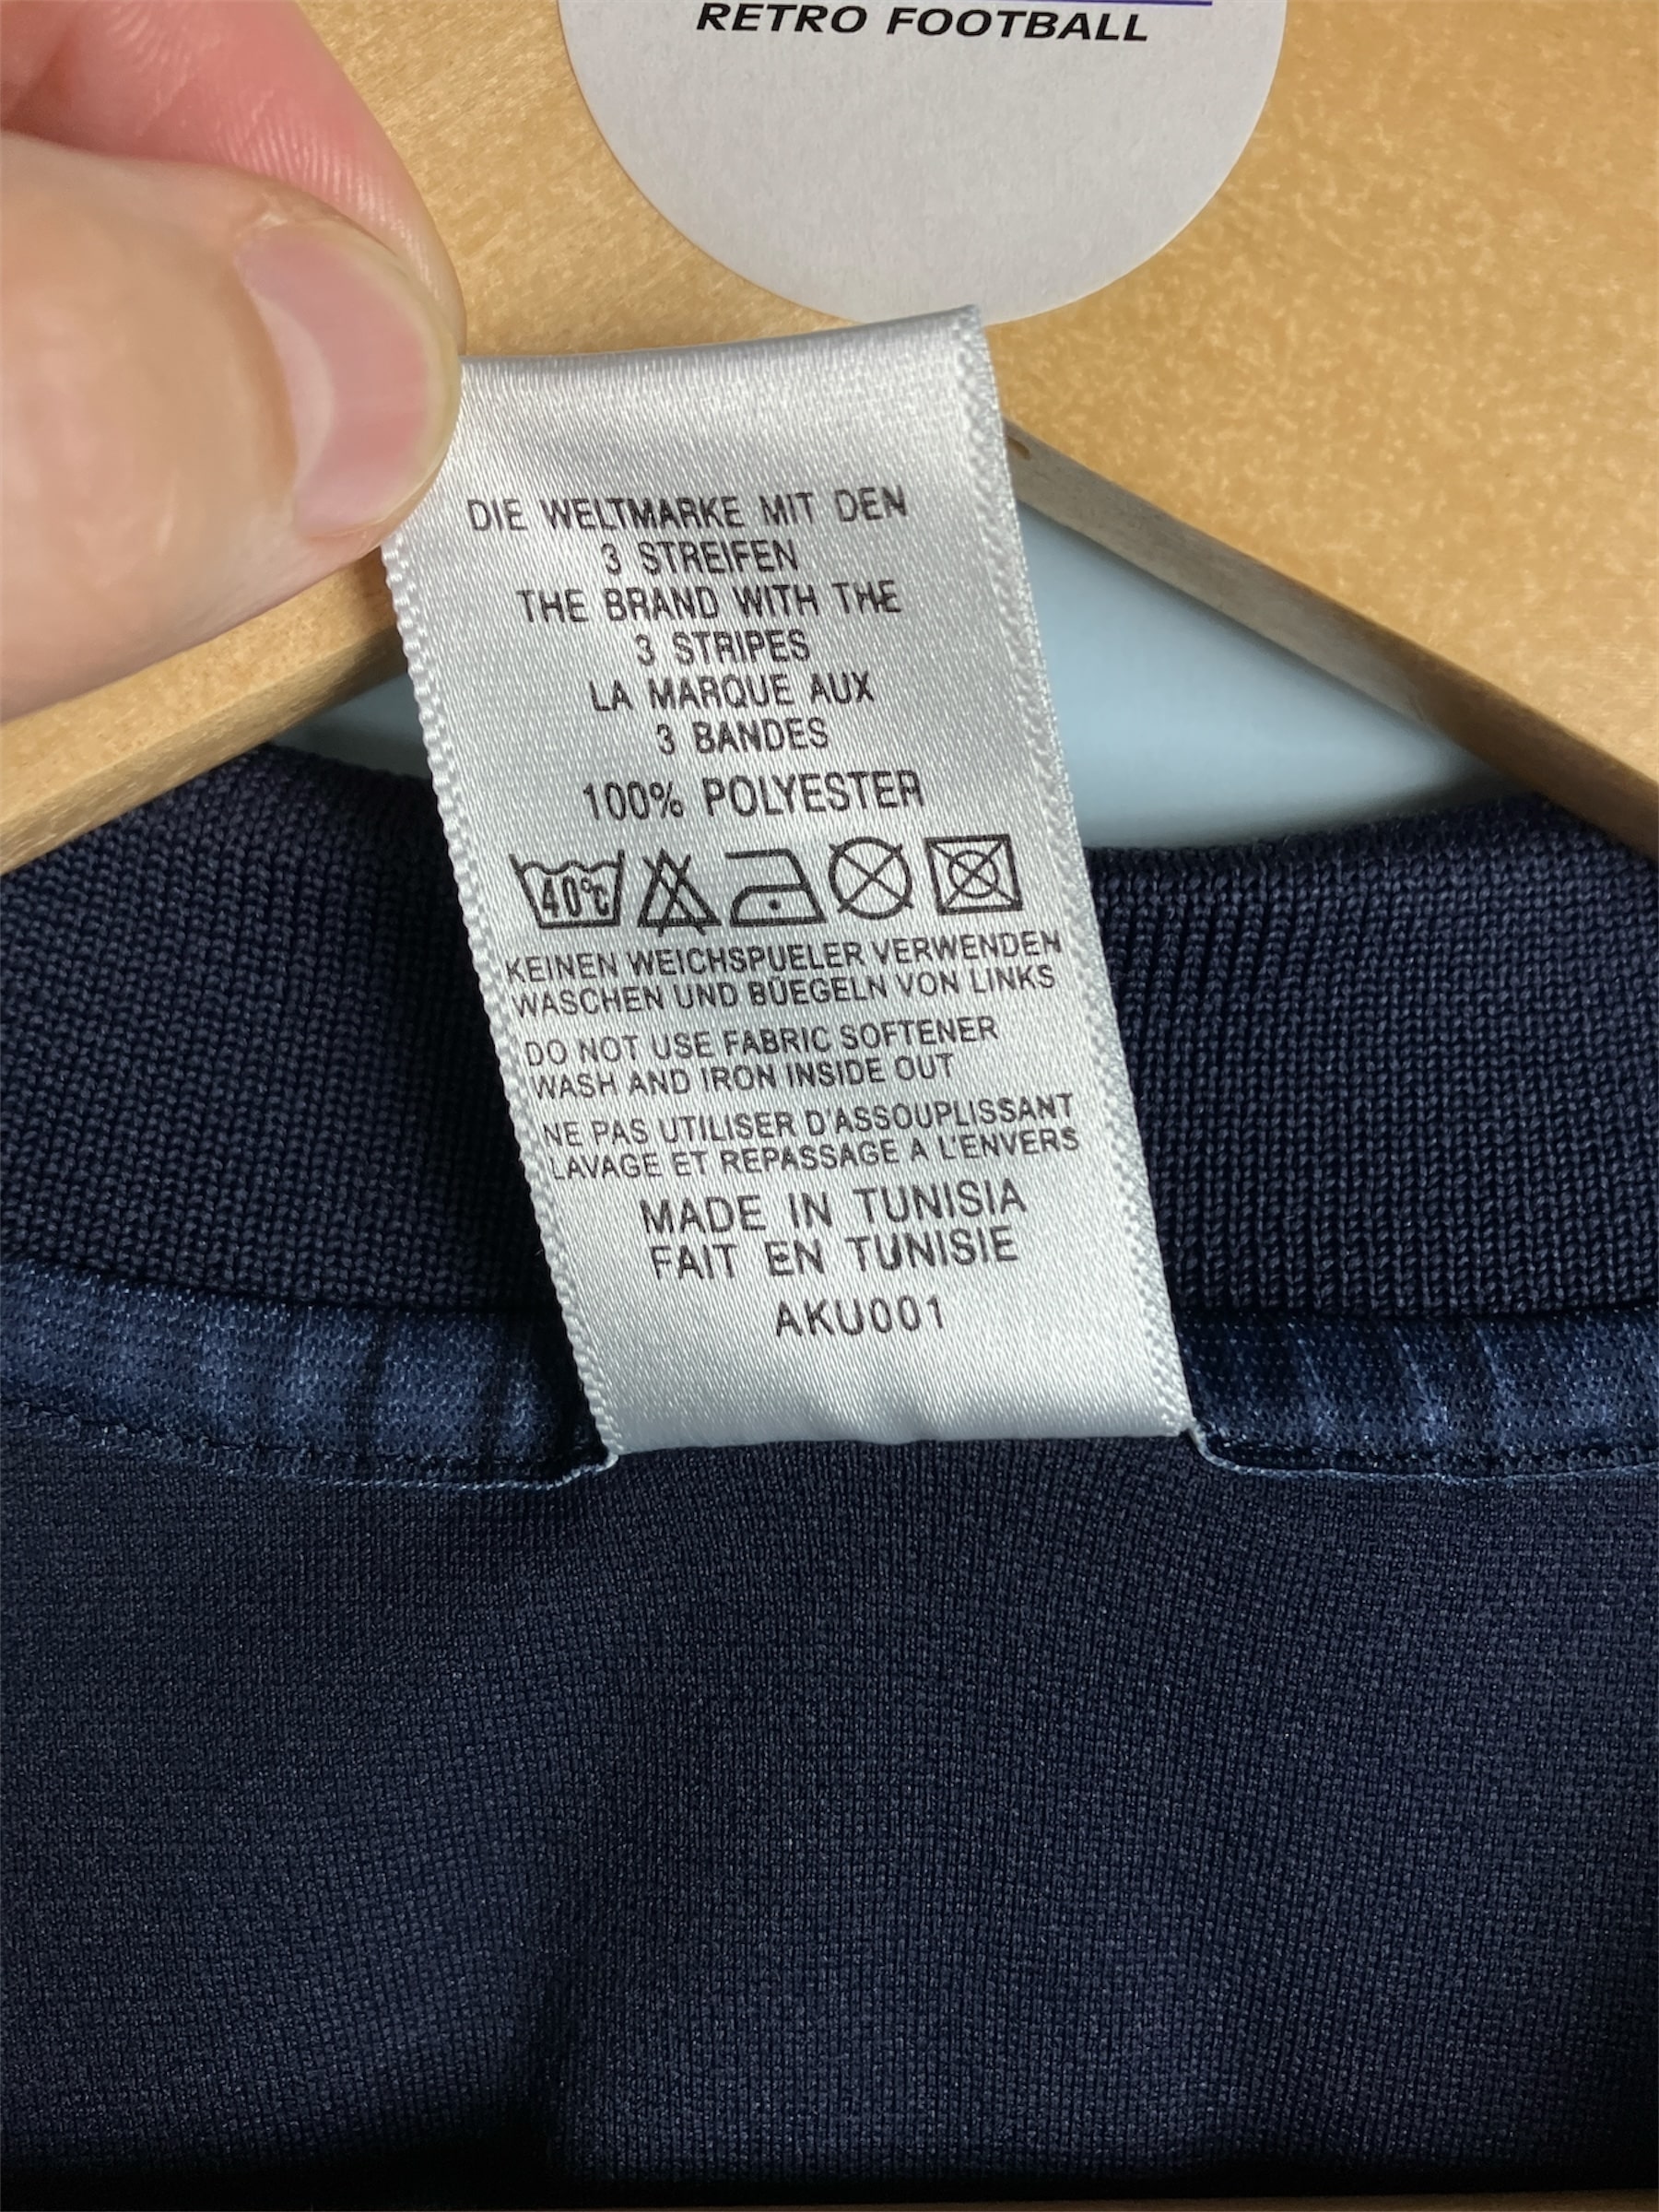 RETRO FOOTBALL
DIE WELTMARKE MIT DEN
3 STREIFEN
THE BRAND WITH THE
3 STRIPES
LA MARQUE AUX
3 BANDES
100% POLYESTER
40°C
KEINEN WEICHSPUELER VERWENDEN
WASCHEN UND BUEGELN VON LINKS
DO NOT USE FABRIC SOFTENER
WASH AND IRON INSIDE OUT
NE PAS UTILISER D'ASSOUPLISSANT
LAVAGE ET REPASSAGE A L'ENVERS
MADE IN TUNISIA
FAIT EN TUNISIE
AKU001